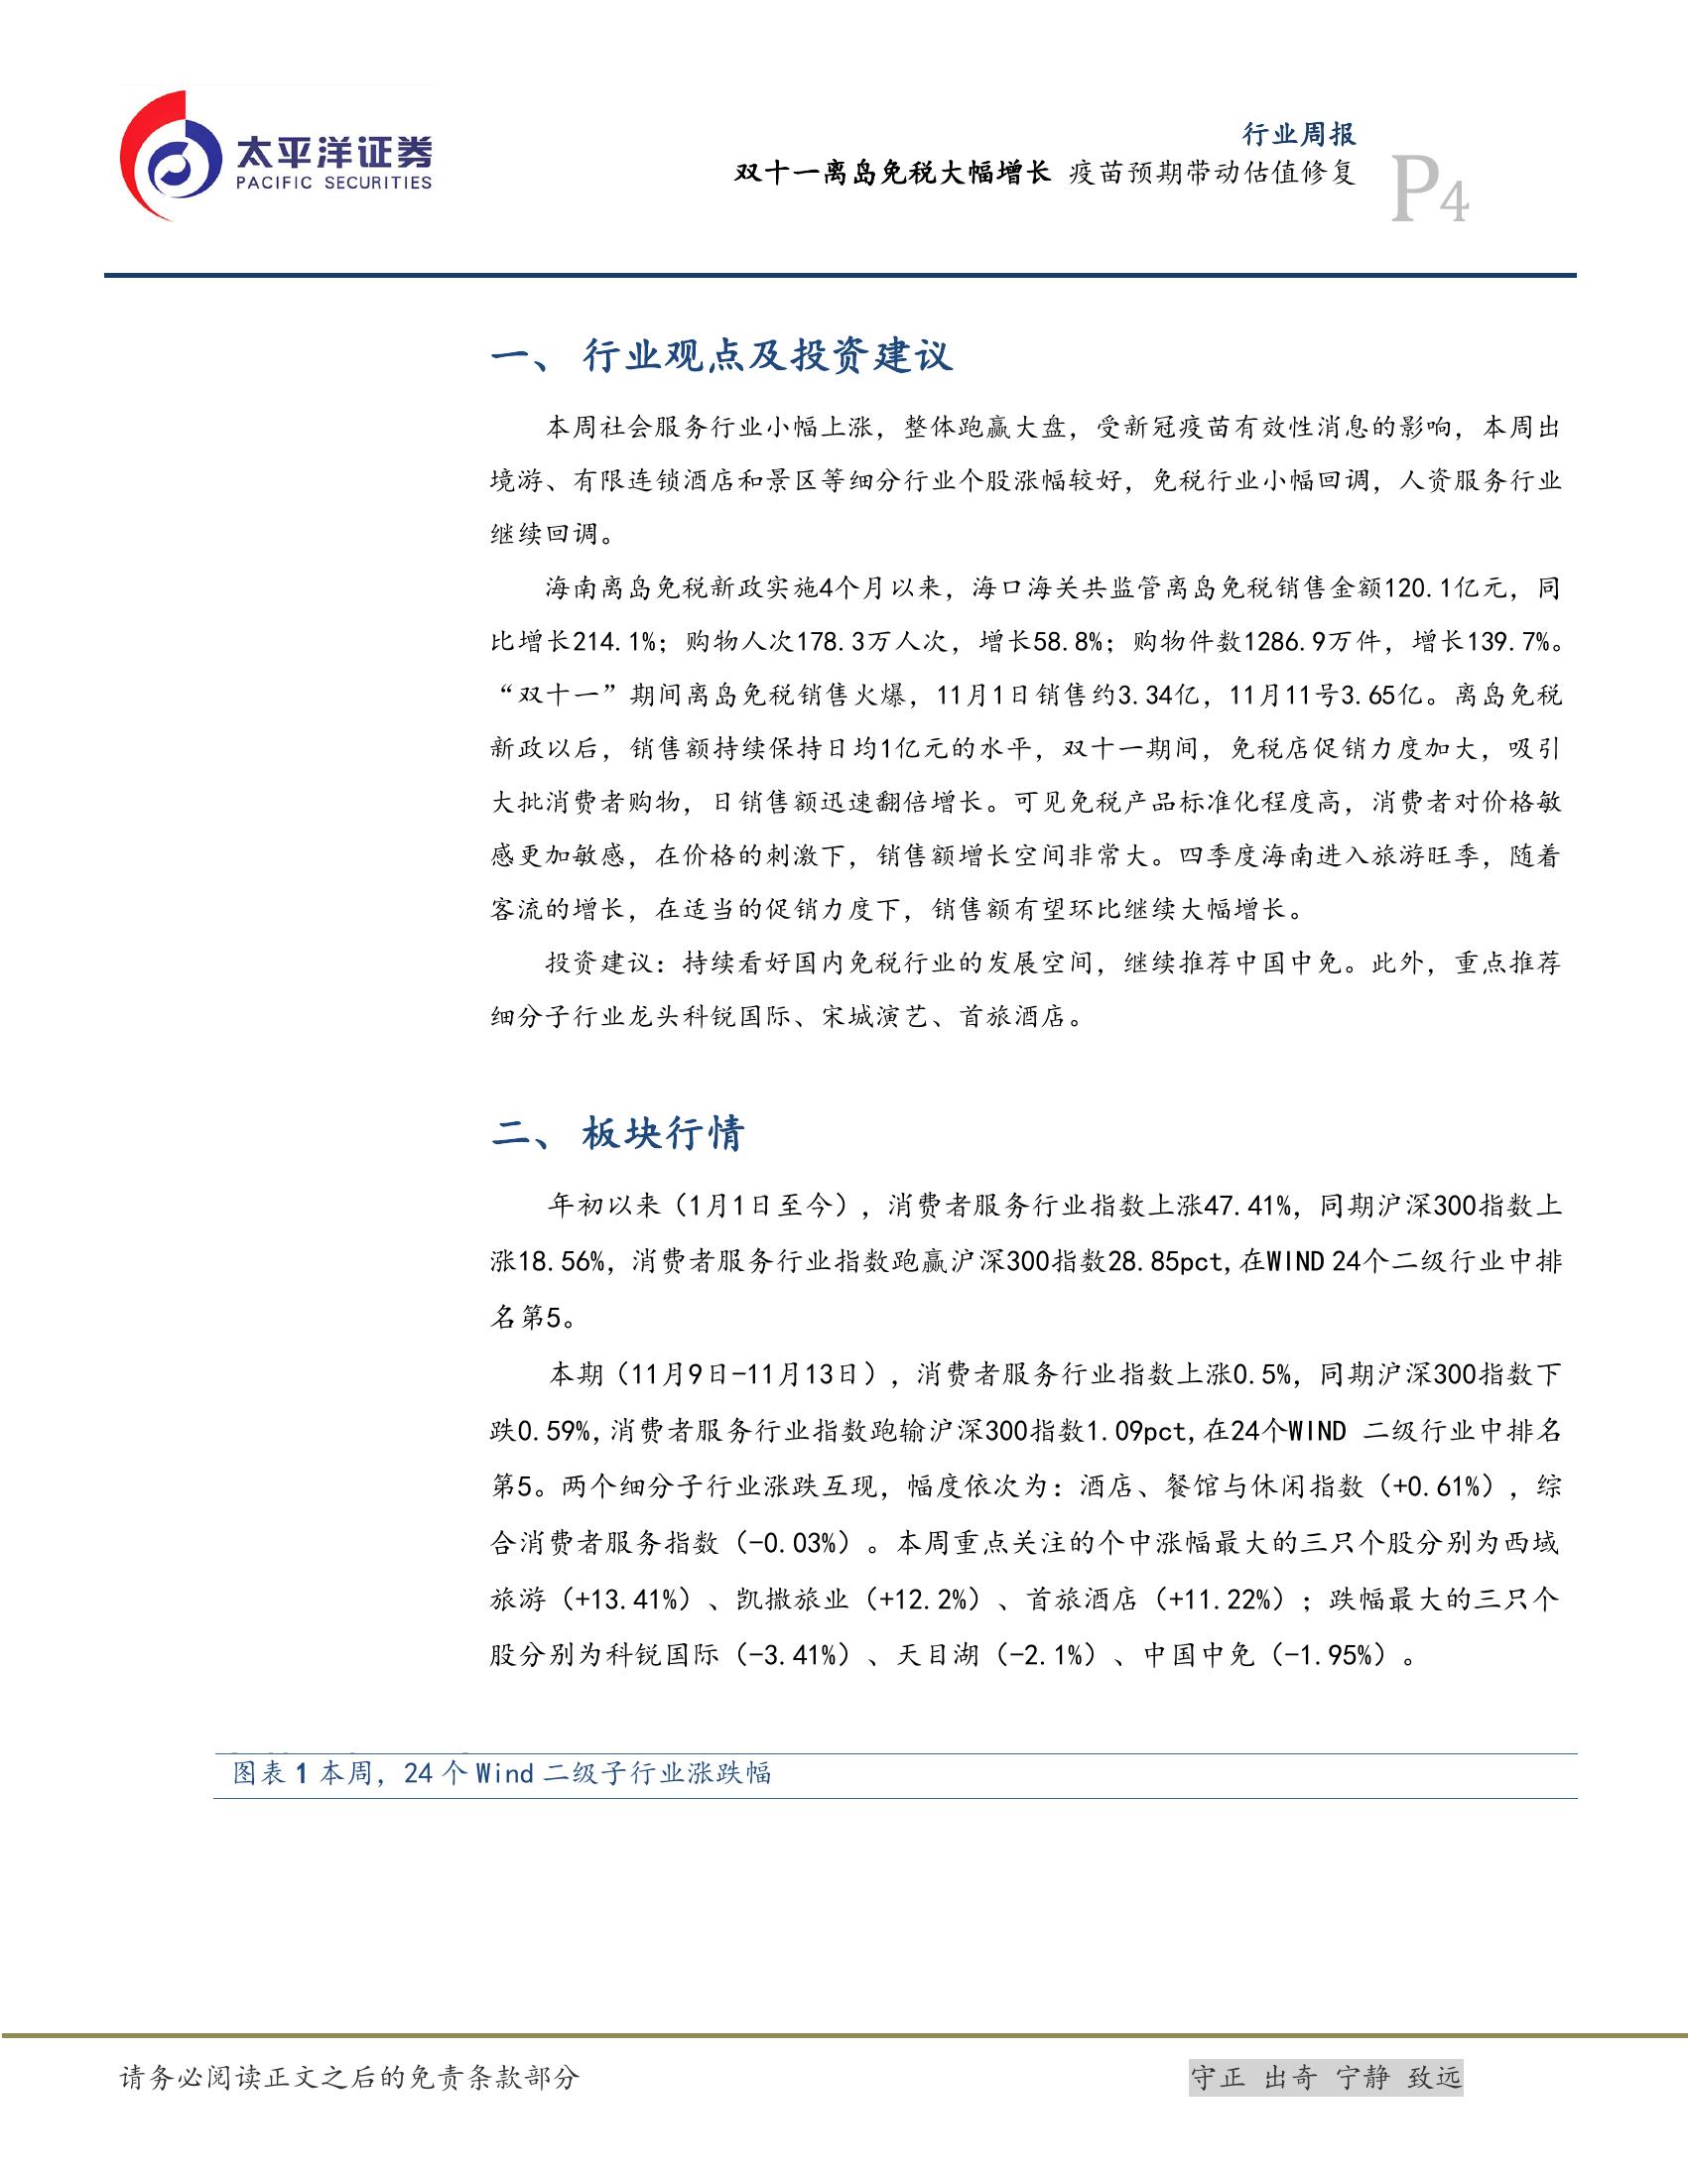 太平洋证券
PACIFIC SECURITIES
行业周报
双十一离岛免税大幅增长 疫苗预期带动估值修复
P4
一、 行业观点及投资建议
本周社会服务行业小幅上涨，整体跑赢大盘，受新冠疫苗有效性消息的影响，本周出
境游、有限连锁酒店和景区等细分行业个股涨幅较好，免税行业小幅回调，人资服务行业
继续回调。
海南离岛免税新政实施4个月以来，海口海关共监管离岛免税销售金额120.1亿元，同
比增长214.1%；购物人次178.3万人次，增长58.8%；购物件数1286.9万件，增长139.7%。
“双十一”期间离岛免税销售火爆，11月1日销售约3.34亿，11月11号3.65亿。离岛免税
新政以后，销售额持续保持日均1亿元的水平，双十一期间，免税店促销力度加大，吸引
大批消费者购物，日销售额迅速翻倍增长。可见免税产品标准化程度高，消费者对价格敏
感更加敏感，在价格的刺激下，销售额增长空间非常大。四季度海南进入旅游旺季，随着
客流的增长，在适当的促销力度下，销售额有望环比继续大幅增长。
投资建议：持续看好国内免税行业的发展空间，继续推荐中国中免。此外，重点推荐
细分子行业龙头科锐国际、宋城演艺、首旅酒店。
二、 板块行情
年初以来（1月1日至今），消费者服务行业指数上涨47.41%，同期沪深300指数上
涨18.56%，消费者服务行业指数跑赢沪深300指数28.85pct,在WIND 24个二级行业中排
名第5。
本期（11月9日-11月13日），消费者服务行业指数上涨0.5%，同期沪深300指数下
跌0.59%,消费者服务行业指数跑输沪深300指数1.09pct,在24个WIND 二级行业中排名
第5。两个细分子行业涨跌互现，幅度依次为：酒店、餐馆与休闲指数（+0.61%），综
合消费者服务指数（-0.03%）。本周重点关注的个中涨幅最大的三只个股分别为西域
旅游（+13.41%）、凯撒旅业（+12.2%）、首旅酒店（+11.22%）；跌幅最大的三只个
股分别为科锐国际（-3.41%）、天目湖（-2.1%）、中国中免（-1.95%）。
图表 1 本周，24 个 Wind 二级子行业涨跌幅
请务必阅读正文之后的免责条款部分
守正 出奇 宁静 致远